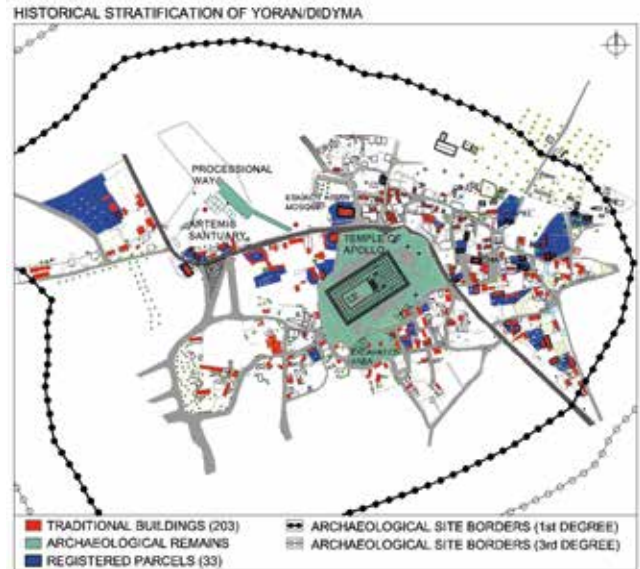 HISTORICAL STRATIFICATION OF YORAN/DIDYMA
PROCESSIONAL
WAY
MOSQUE
ARTEMIS
SANTUARY
TEMPLE OF
APOLLO
AREA
TRADITIONAL BUILDINGS (203)
ARCHAEOLOGICAL REMAINS
REGISTERED PARCELS (33)
ARCHAEOLOGICAL SITE BORDERS (1st DEGREE)
ARCHAEOLOGICAL SITE BORDERS (3rd DEGREE)